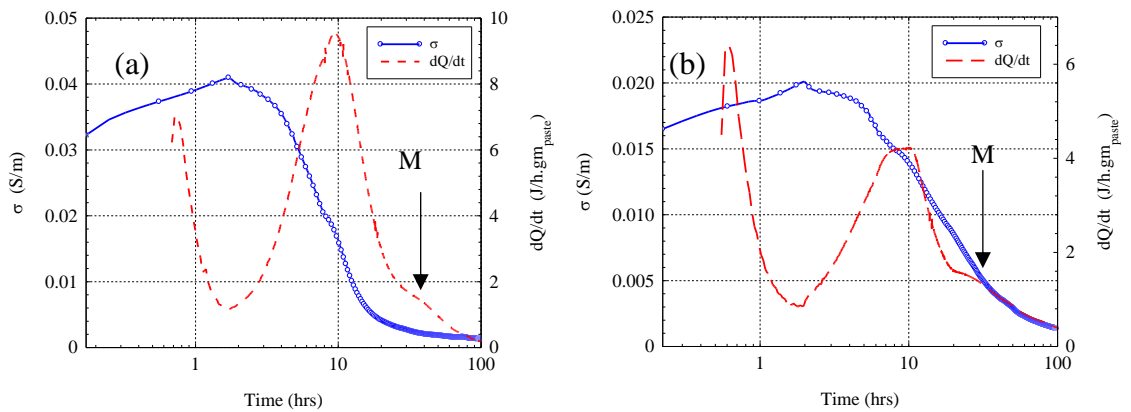 (a)
σ
dQ/dt
M
0.05
0.04
0.03
0.02
0.01
0
σ (S/m)
10
8
6
4
2
0
dQ/dt (J/h.gm_paste)
1
10
100
Time (hrs)
(b)
σ
dQ/dt
M
0.025
0.020
0.015
0.010
0.005
0
σ (S/m)
6
4
2
0
dQ/dt (J/h.gm_paste)
1
10
100
Time (hrs)